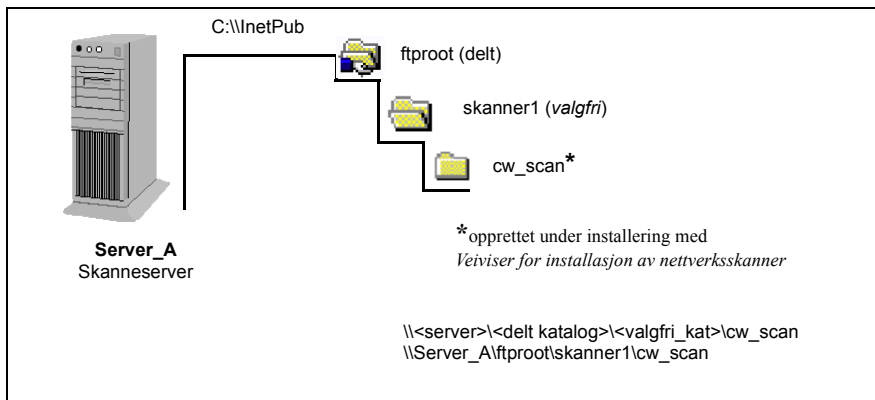 C:\\InetPub
ftproot (delt)
skanner1 (valgfri)
cw_scan*
*opprettet under installering med
Veiviser for installasjon av nettverksskanner
Server_A
Skanneserver
\\<server>\<delt katalog>\<valgfri_kat>\cw_scan
\\Server_A\ftproot\skanner1\cw_scan